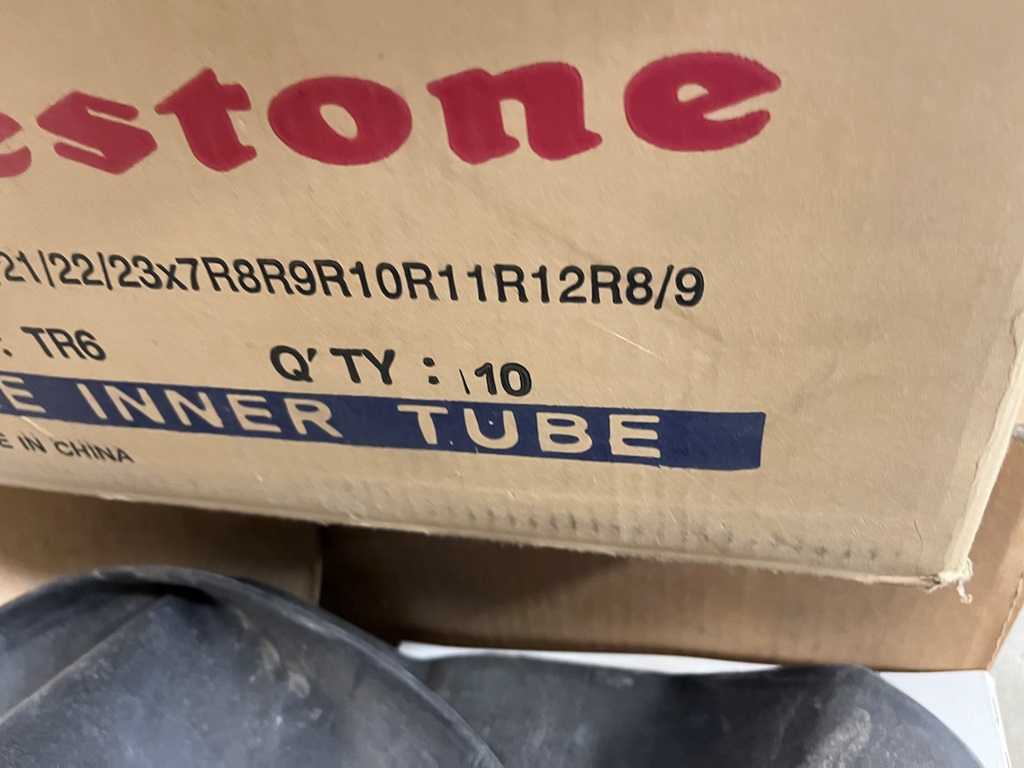 estone
21/22/23x7R8R9R10R11R12R8/9
: TR6 Q'TY : 10
E INNER TUBE
E IN CHINA